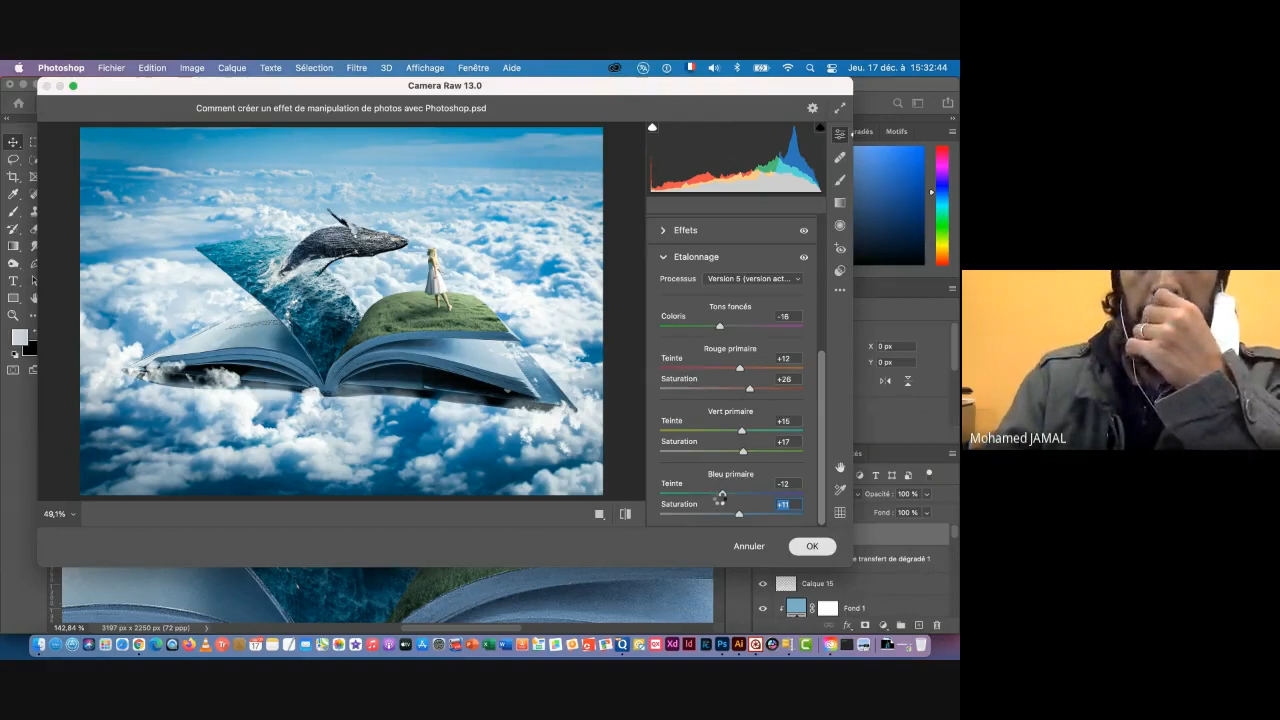 Photoshop Fichier Edition Image Calque Texte Sélection Filtre 3D Affichage Fenêtre Aide Jeu. 17 déc. à 15:32:44
Camera Raw 13.0
Comment créer un effet de manipulation de photos avec Photoshop.psd
Motifs
Effets
Etalonnage
Processus Version 5 (version act...
Tons foncés
Coloris -16
Rouge primaire
Teinte +12
Saturation +26
Vert primaire
Teinte +15
Saturation +17
Bleu primaire
Teinte -12
Saturation +11
49,1%
Annuler OK
X 0 px
Y 0 px
Opacité : 100 %
Fond : 100 %
e transfert de dégradé 1
Calque 15
Fond 1
142,84 % 3197 px x 2250 px (72 ppp)
Mohamed JAMAL